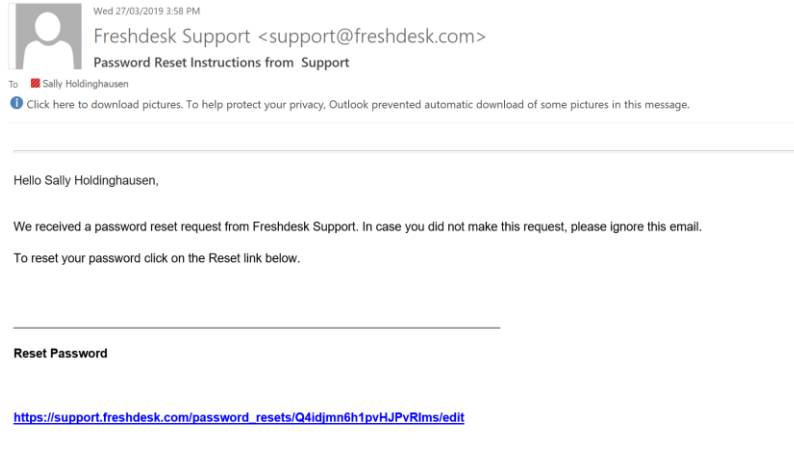 Wed 27/03/2019 3:58 PM
Freshdesk Support <support@freshdesk.com>
Password Reset Instructions from  Support
To Sally Holdinghausen
Click here to download pictures. To help protect your privacy, Outlook prevented automatic download of some pictures in this message.
Hello Sally Holdinghausen,
We received a password reset request from Freshdesk Support. In case you did not make this request, please ignore this email.
To reset your password click on the Reset link below.
Reset Password
https://support.freshdesk.com/password_resets/Q4idjmn6h1pvHJPvRlms/edit